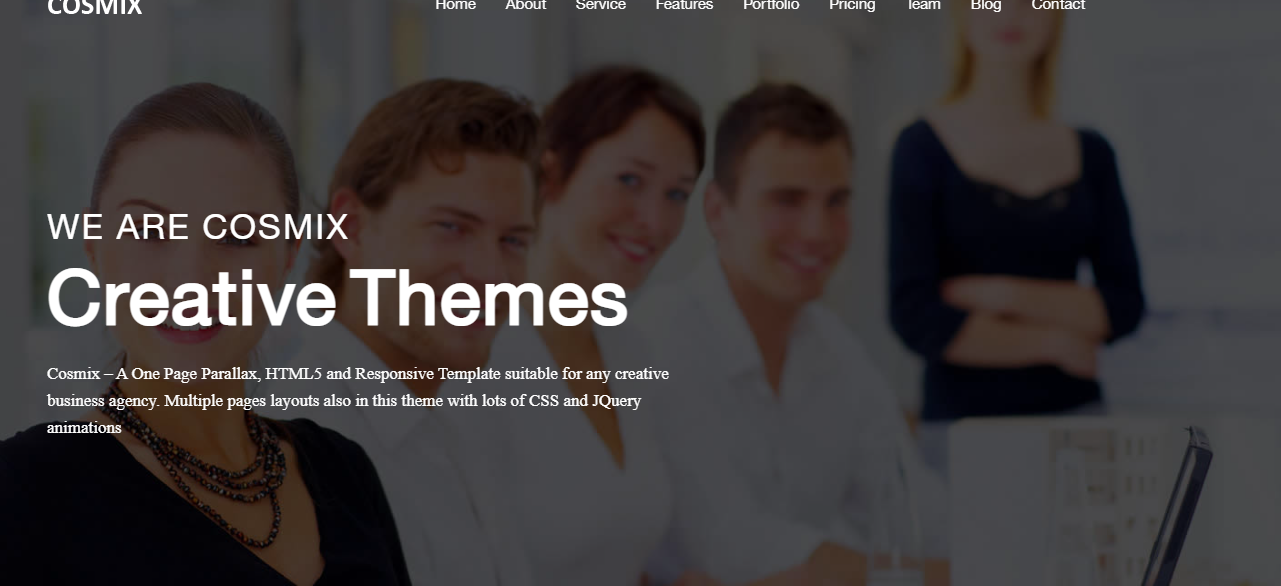 COSMIX
Home About Service Features Portfolio Pricing Team Blog Contact
WE ARE COSMIX
Creative Themes
Cosmix – A One Page Parallax, HTML5 and Responsive Template suitable for any creative
business agency. Multiple pages layouts also in this theme with lots of CSS and JQuery
animations